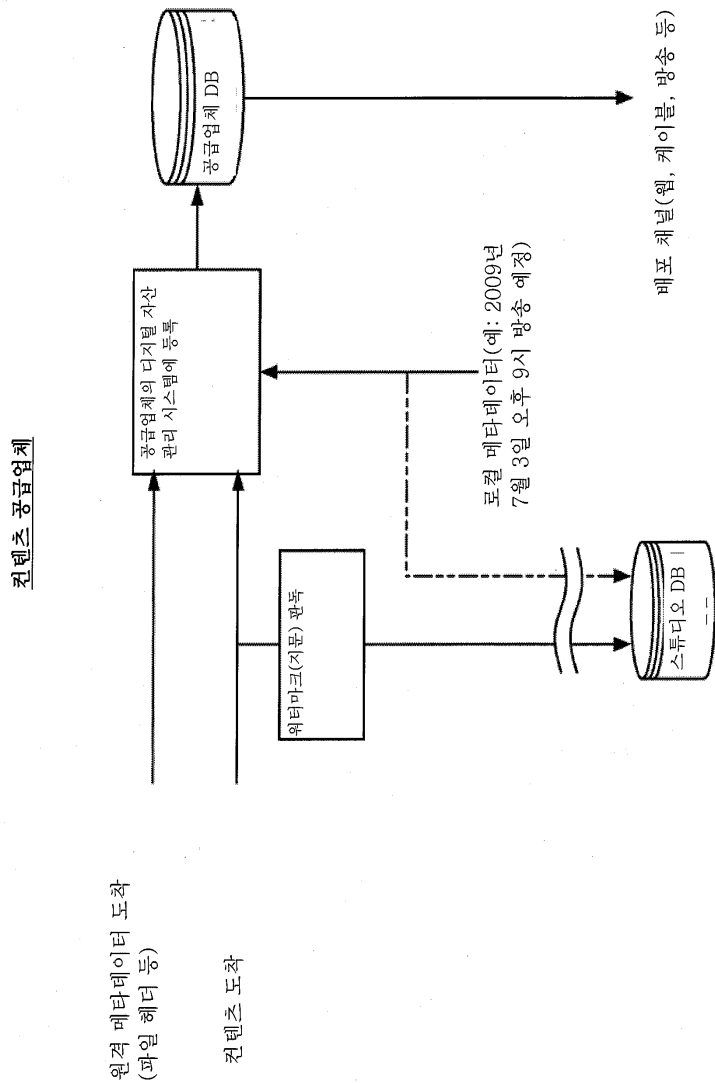 컨텐츠 공급업체
원격 메타데이터 도착
(파일 헤더 등)
컨텐츠 도착
공급업체의 디지털 자산
관리 시스템에 등록
공급업체 DB
워터마크(지문) 판독
로컬 메타데이터(예: 2009년
7월 3일 오후 9시 방송 예정)
스튜디오 DB
배포 채널(웹, 케이블, 방송 등)